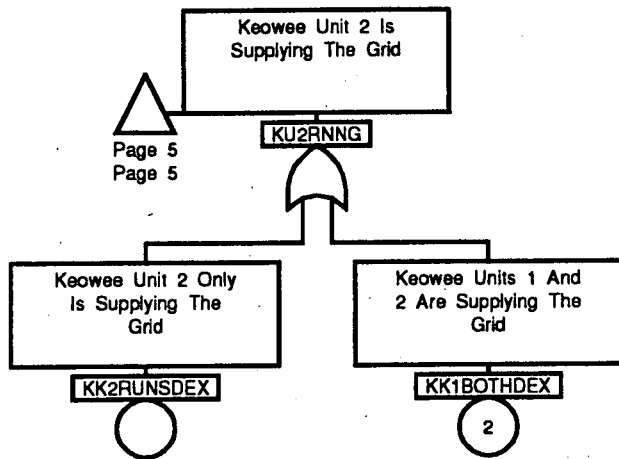 Keowee Unit 2 Is
Supplying The Grid
Page 5
Page 5
KU2RNNG
Keowee Unit 2 Only
Is Supplying The
Grid
KK2RUNSDEX
Keowee Units 1 And
2 Are Supplying The
Grid
KK1BOTHDEX
2